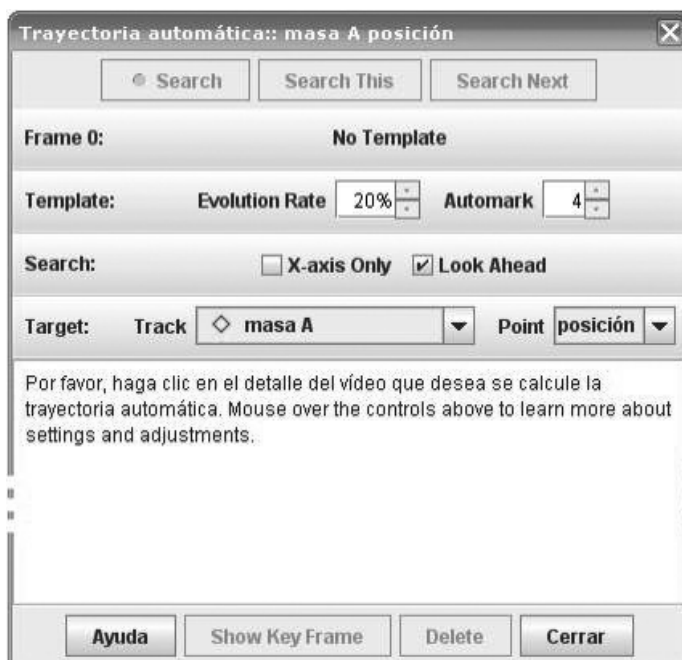 Trayectoria automática:: masa A posición
Search Search This Search Next
Frame 0: No Template
Template: Evolution Rate 20% Automark 4
Search: X-axis Only Look Ahead
Target: Track masa A Point posición
Por favor, haga clic en el detalle del vídeo que desea se calcule la
trayectoria automática. Mouse over the controls above to learn more about
settings and adjustments.
Ayuda Show Key Frame Delete Cerrar